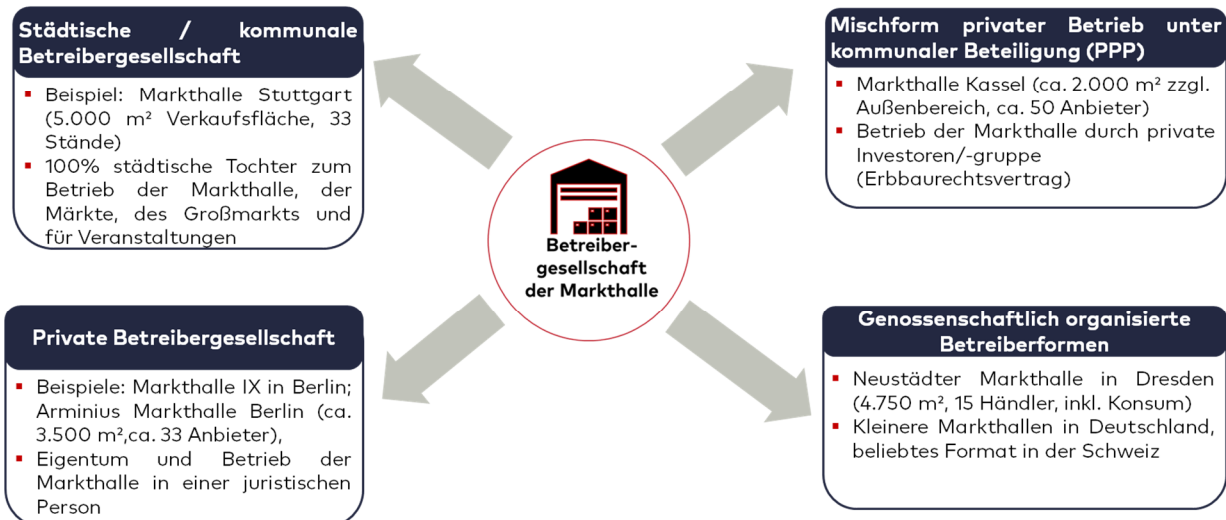 Städtische / kommunale
Betreibergesellschaft
▪ Beispiel: Markthalle Stuttgart
(5.000 m² Verkaufsfläche, 33
Stände)
▪ 100% städtische Tochter zum
Betrieb der Markthalle, der
Märkte, des Großmarkts und
für Veranstaltungen
Mischform privater Betrieb unter
kommunaler Beteiligung (PPP)
▪ Markthalle Kassel (ca. 2.000 m² zzgl.
Außenbereich, ca. 50 Anbieter)
▪ Betrieb der Markthalle durch private
Investoren/-gruppe
(Erbbaurechtsvertrag)
Betreiber-
gesellschaft
der Markthalle
Private Betreibergesellschaft
▪ Beispiele: Markthalle IX in Berlin;
Arminius Markthalle Berlin (ca.
3.500 m²,ca. 33 Anbieter),
▪ Eigentum und Betrieb der
Markthalle in einer juristischen
Person
Genossenschaftlich organisierte
Betreiberformen
▪ Neustädter Markthalle in Dresden
(4.750 m², 15 Händler, inkl. Konsum)
▪ Kleinere Markthallen in Deutschland,
beliebtes Format in der Schweiz